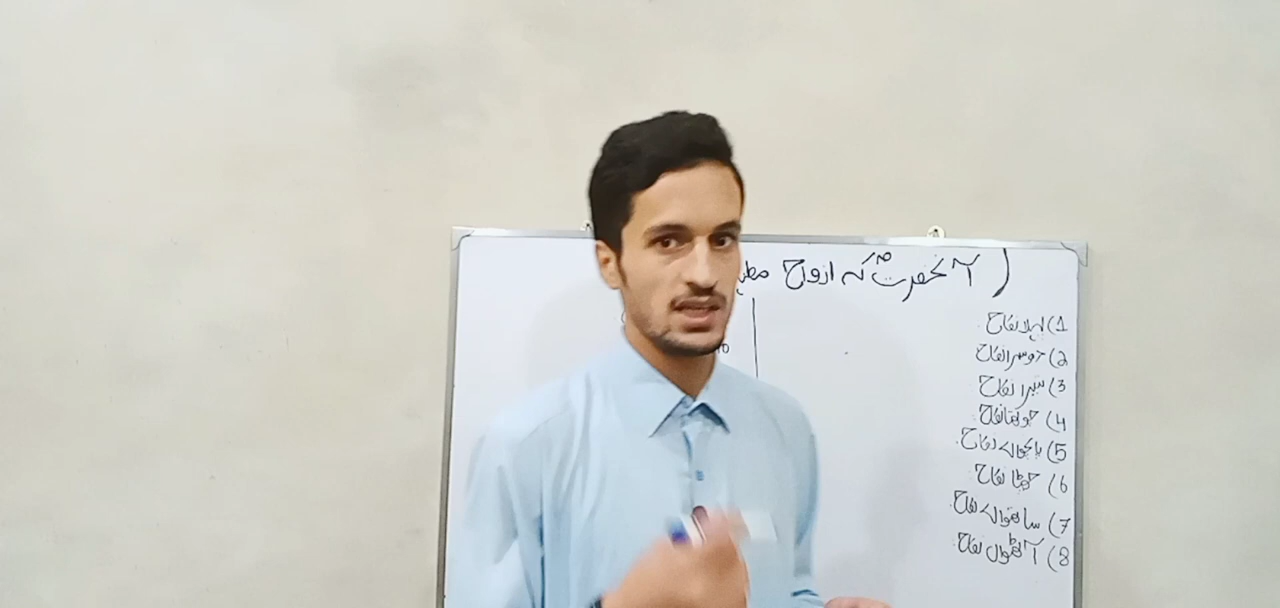 ( آنحضرتؐ کہ ازواج
1) پہلا نکاح
2) دوسرا نکاح
3) تیسرا نکاح
4) چوتھا نکاح
5) پانچواں نکاح
6) چھٹا نکاح
7) ساتواں نکاح
8) آٹھواں نکاح